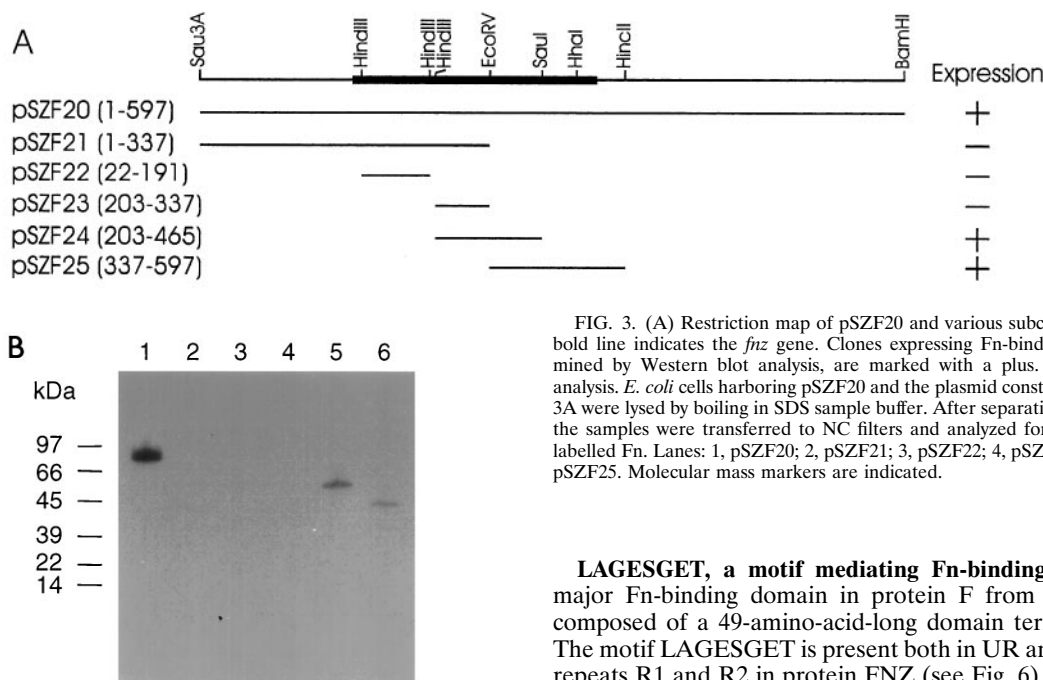 A
Sau3A
HindIII
HindIII
HindIII
EcoRV
SauI
HhaI
HincII
BamHI
Expression
pSZF20 (1-597) +
pSZF21 (1-337) −
pSZF22 (22-191) −
pSZF23 (203-337) −
pSZF24 (203-465) +
pSZF25 (337-597) +
B
1 2 3 4 5 6
kDa
97
66
45
39
22
14
FIG. 3. (A) Restriction map of pSZF20 and various subc
bold line indicates the fnz gene. Clones expressing Fn-bind
mined by Western blot analysis, are marked with a plus.
analysis. E. coli cells harboring pSZF20 and the plasmid const
3A were lysed by boiling in SDS sample buffer. After separati
the samples were transferred to NC filters and analyzed for
labelled Fn. Lanes: 1, pSZF20; 2, pSZF21; 3, pSZF22; 4, pSZ
pSZF25. Molecular mass markers are indicated.
LAGESGET, a motif mediating Fn-binding
major Fn-binding domain in protein F from
composed of a 49-amino-acid-long domain ter
The motif LAGESGET is present both in UR an
repeats R1 and R2 in protein FNZ (see Fig. 6)